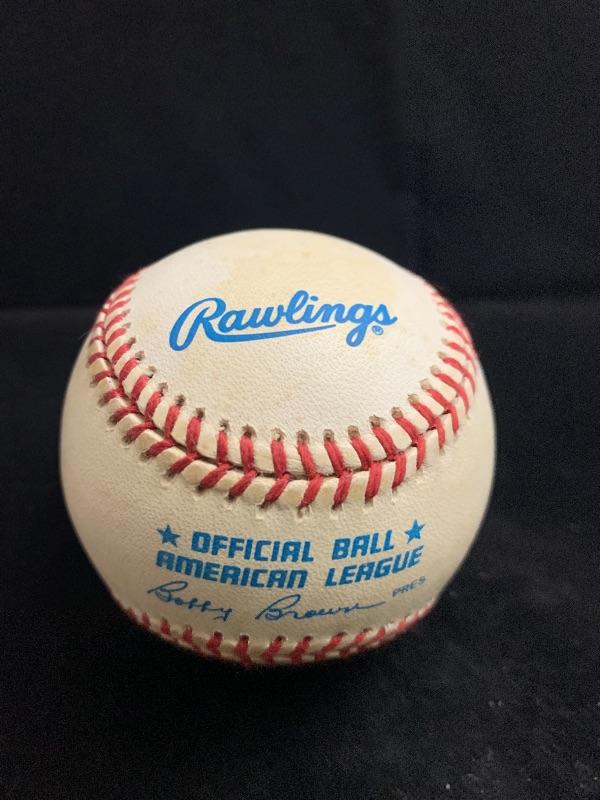 Rawlings®
★ OFFICIAL BALL ★
AMERICAN LEAGUE
Bobby Brown PRES